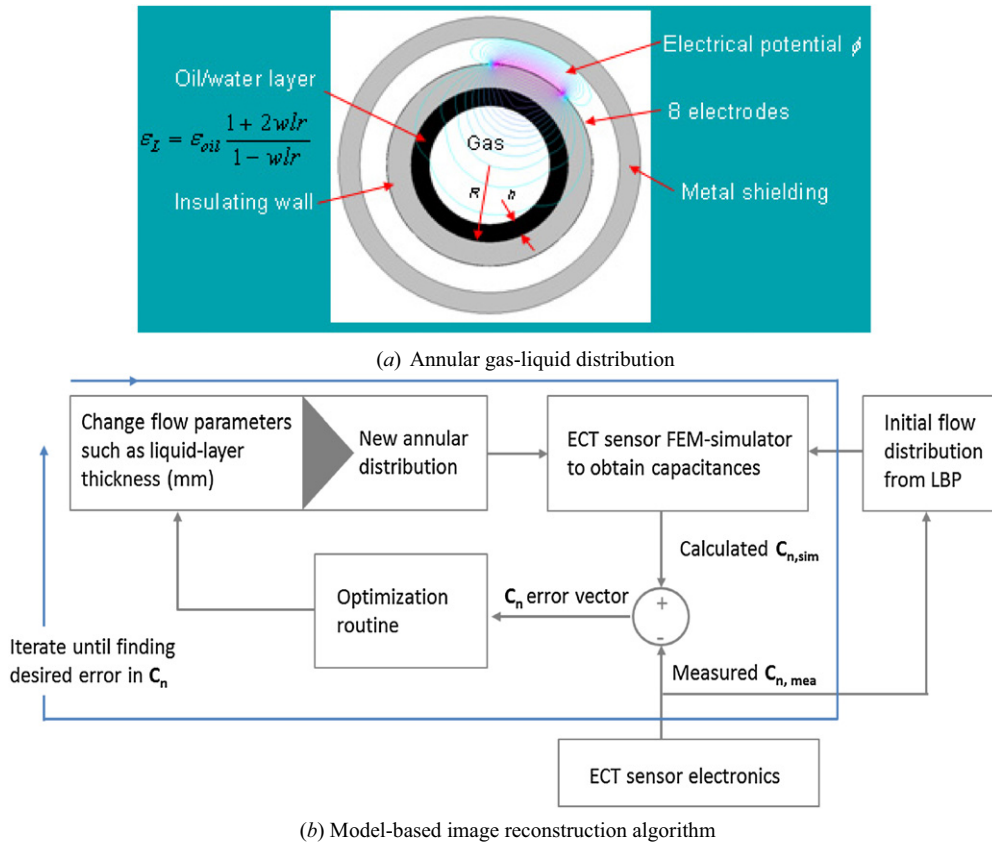 Oil/water layer
Electrical potential ϕ
ε_L = ε_oil (1 + 2wlr) / (1 − wlr)
8 electrodes
Gas
Insulating wall
R
h
Metal shielding
(a) Annular gas-liquid distribution
Change flow parameters
such as liquid-layer
thickness (mm)
New annular
distribution
ECT sensor FEM-simulator
to obtain capacitances
Initial flow
distribution
from LBP
Calculated C_n,sim
Optimization
routine
C_n error vector
+
-
Iterate until finding
desired error in C_n
Measured C_n, mea
ECT sensor electronics
(b) Model-based image reconstruction algorithm